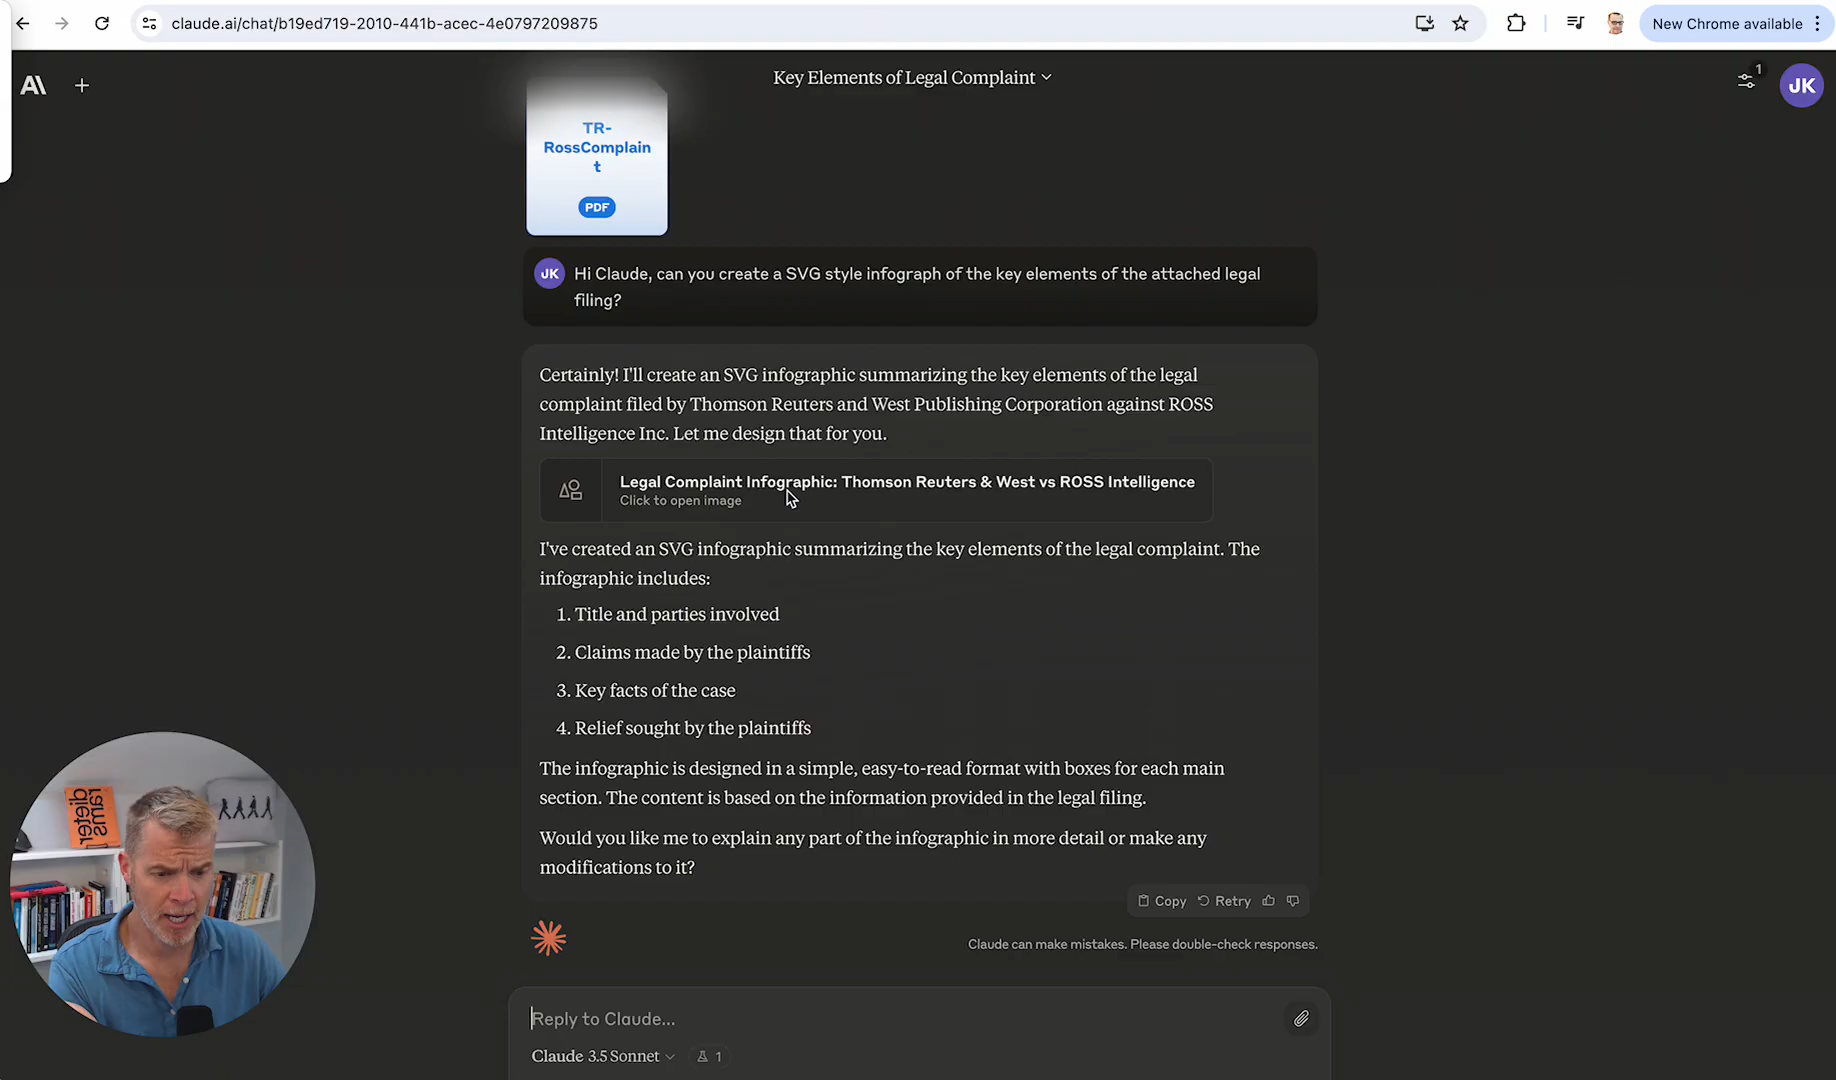 claude.ai/chat/b19ed719-2010-441b-acec-4e0797209875
New Chrome available
Key Elements of Legal Complaint
1
JK
TR-
RossComplain
t
PDF
JK
Hi Claude, can you create a SVG style infograph of the key elements of the attached legal
filing?
Certainly! I'll create an SVG infographic summarizing the key elements of the legal
complaint filed by Thomson Reuters and West Publishing Corporation against ROSS
Intelligence Inc. Let me design that for you.
Legal Complaint Infographic: Thomson Reuters & West vs ROSS Intelligence
Click to open image
I've created an SVG infographic summarizing the key elements of the legal complaint. The
infographic includes:
1. Title and parties involved
2. Claims made by the plaintiffs
3. Key facts of the case
4. Relief sought by the plaintiffs
The infographic is designed in a simple, easy-to-read format with boxes for each main
section. The content is based on the information provided in the legal filing.
Would you like me to explain any part of the infographic in more detail or make any
modifications to it?
Copy Retry
Claude can make mistakes. Please double-check responses.
Reply to Claude...
Claude 3.5 Sonnet
1
rams
dieter